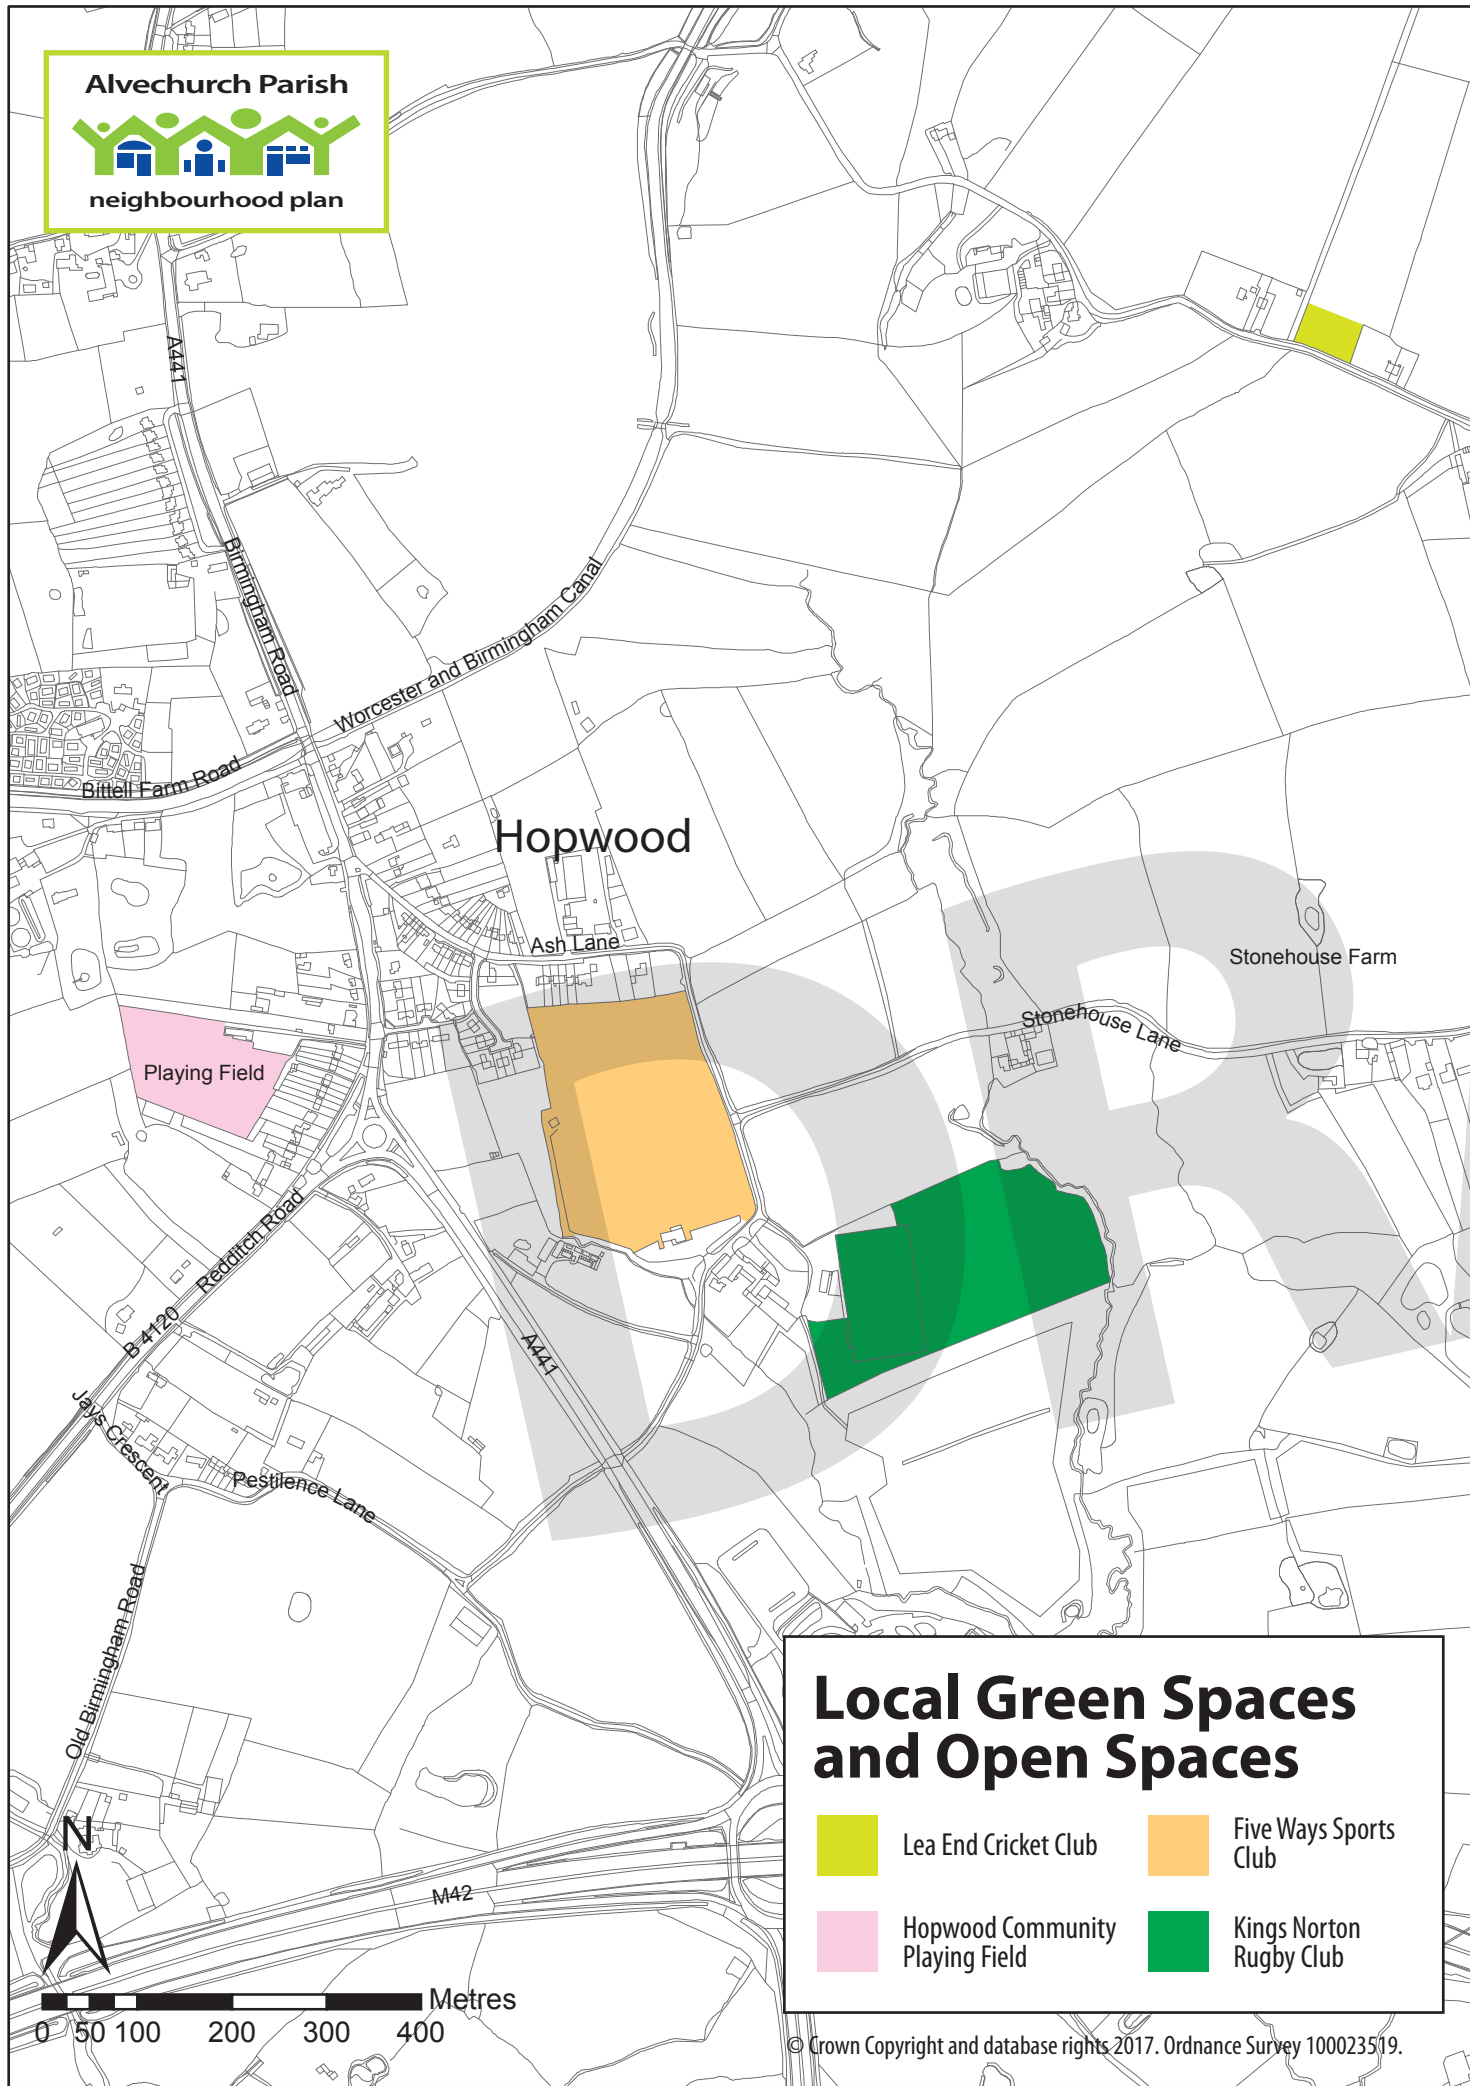 Alvechurch Parish
neighbourhood plan
A441
Birmingham Road
Worcester and Birmingham Canal
Bittell Farm Road
Hopwood
Ash Lane
Stonehouse Farm
Stonehouse Lane
Playing Field
Redditch Road
B 4120
A441
Jays Crescent
Pestilence Lane
Old Birmingham Road
M42
N
Metres
0 50 100 200 300 400
DRA
Local Green Spaces
and Open Spaces
Lea End Cricket Club
Five Ways Sports
Club
Hopwood Community
Playing Field
Kings Norton
Rugby Club
© Crown Copyright and database rights 2017. Ordnance Survey 100023519.